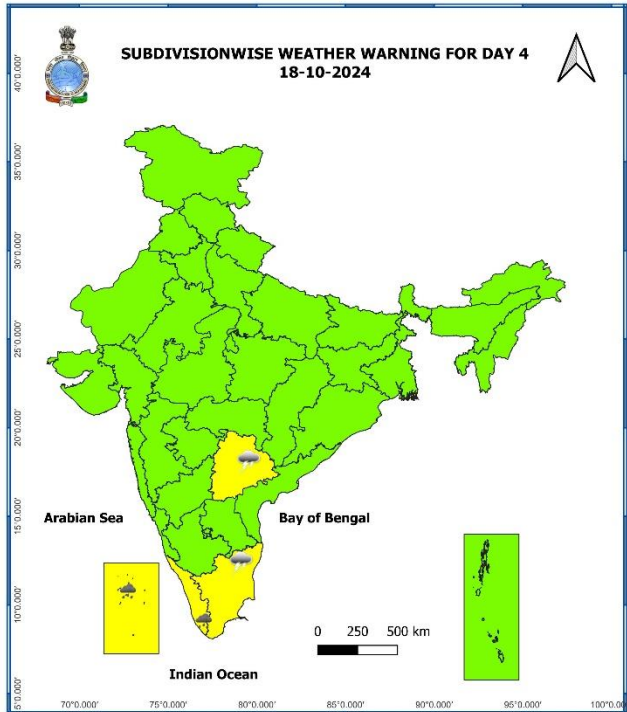 SUBDIVISIONWISE WEATHER WARNING FOR DAY 4
18-10-2024
40°0.000'
35°0.000'
30°0.000'
25°0.000'
20°0.000'
15°0.000'
10°0.000'
5°0.000'
Arabian Sea
Bay of Bengal
0 250 500 km
Indian Ocean
70°0.000' 75°0.000' 80°0.000' 85°0.000' 90°0.000' 95°0.000' 100°0.000'